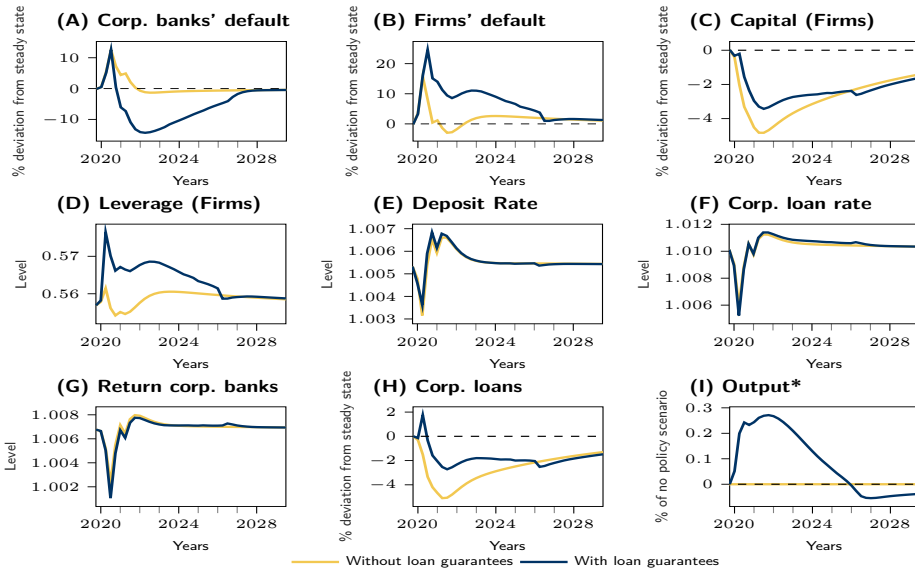 (A) Corp. banks' default
% deviation from steady state
10
0
−10
2020 2024 2028
Years
(B) Firms' default
% deviation from steady state
20
10
0
2020 2024 2028
Years
(C) Capital (Firms)
% deviation from steady state
0
−2
−4
2020 2024 2028
Years
(D) Leverage (Firms)
Level
0.57
0.56
2020 2024 2028
Years
(E) Deposit Rate
1.007
1.005
1.004
1.003
2020 2024 2028
Years
(F) Corp. loan rate
1.012
1.010
1.008
1.006
2020 2024 2028
Years
(G) Return corp. banks
Level
1.008
1.006
1.004
1.002
2020 2024 2028
Years
(H) Corp. loans
% deviation from steady state
2
0
−2
−4
2020 2024 2028
Years
(I) Output*
% of no policy scenario
0.3
0.2
0.1
0
2020 2024 2028
Years
Without loan guarantees With loan guarantees